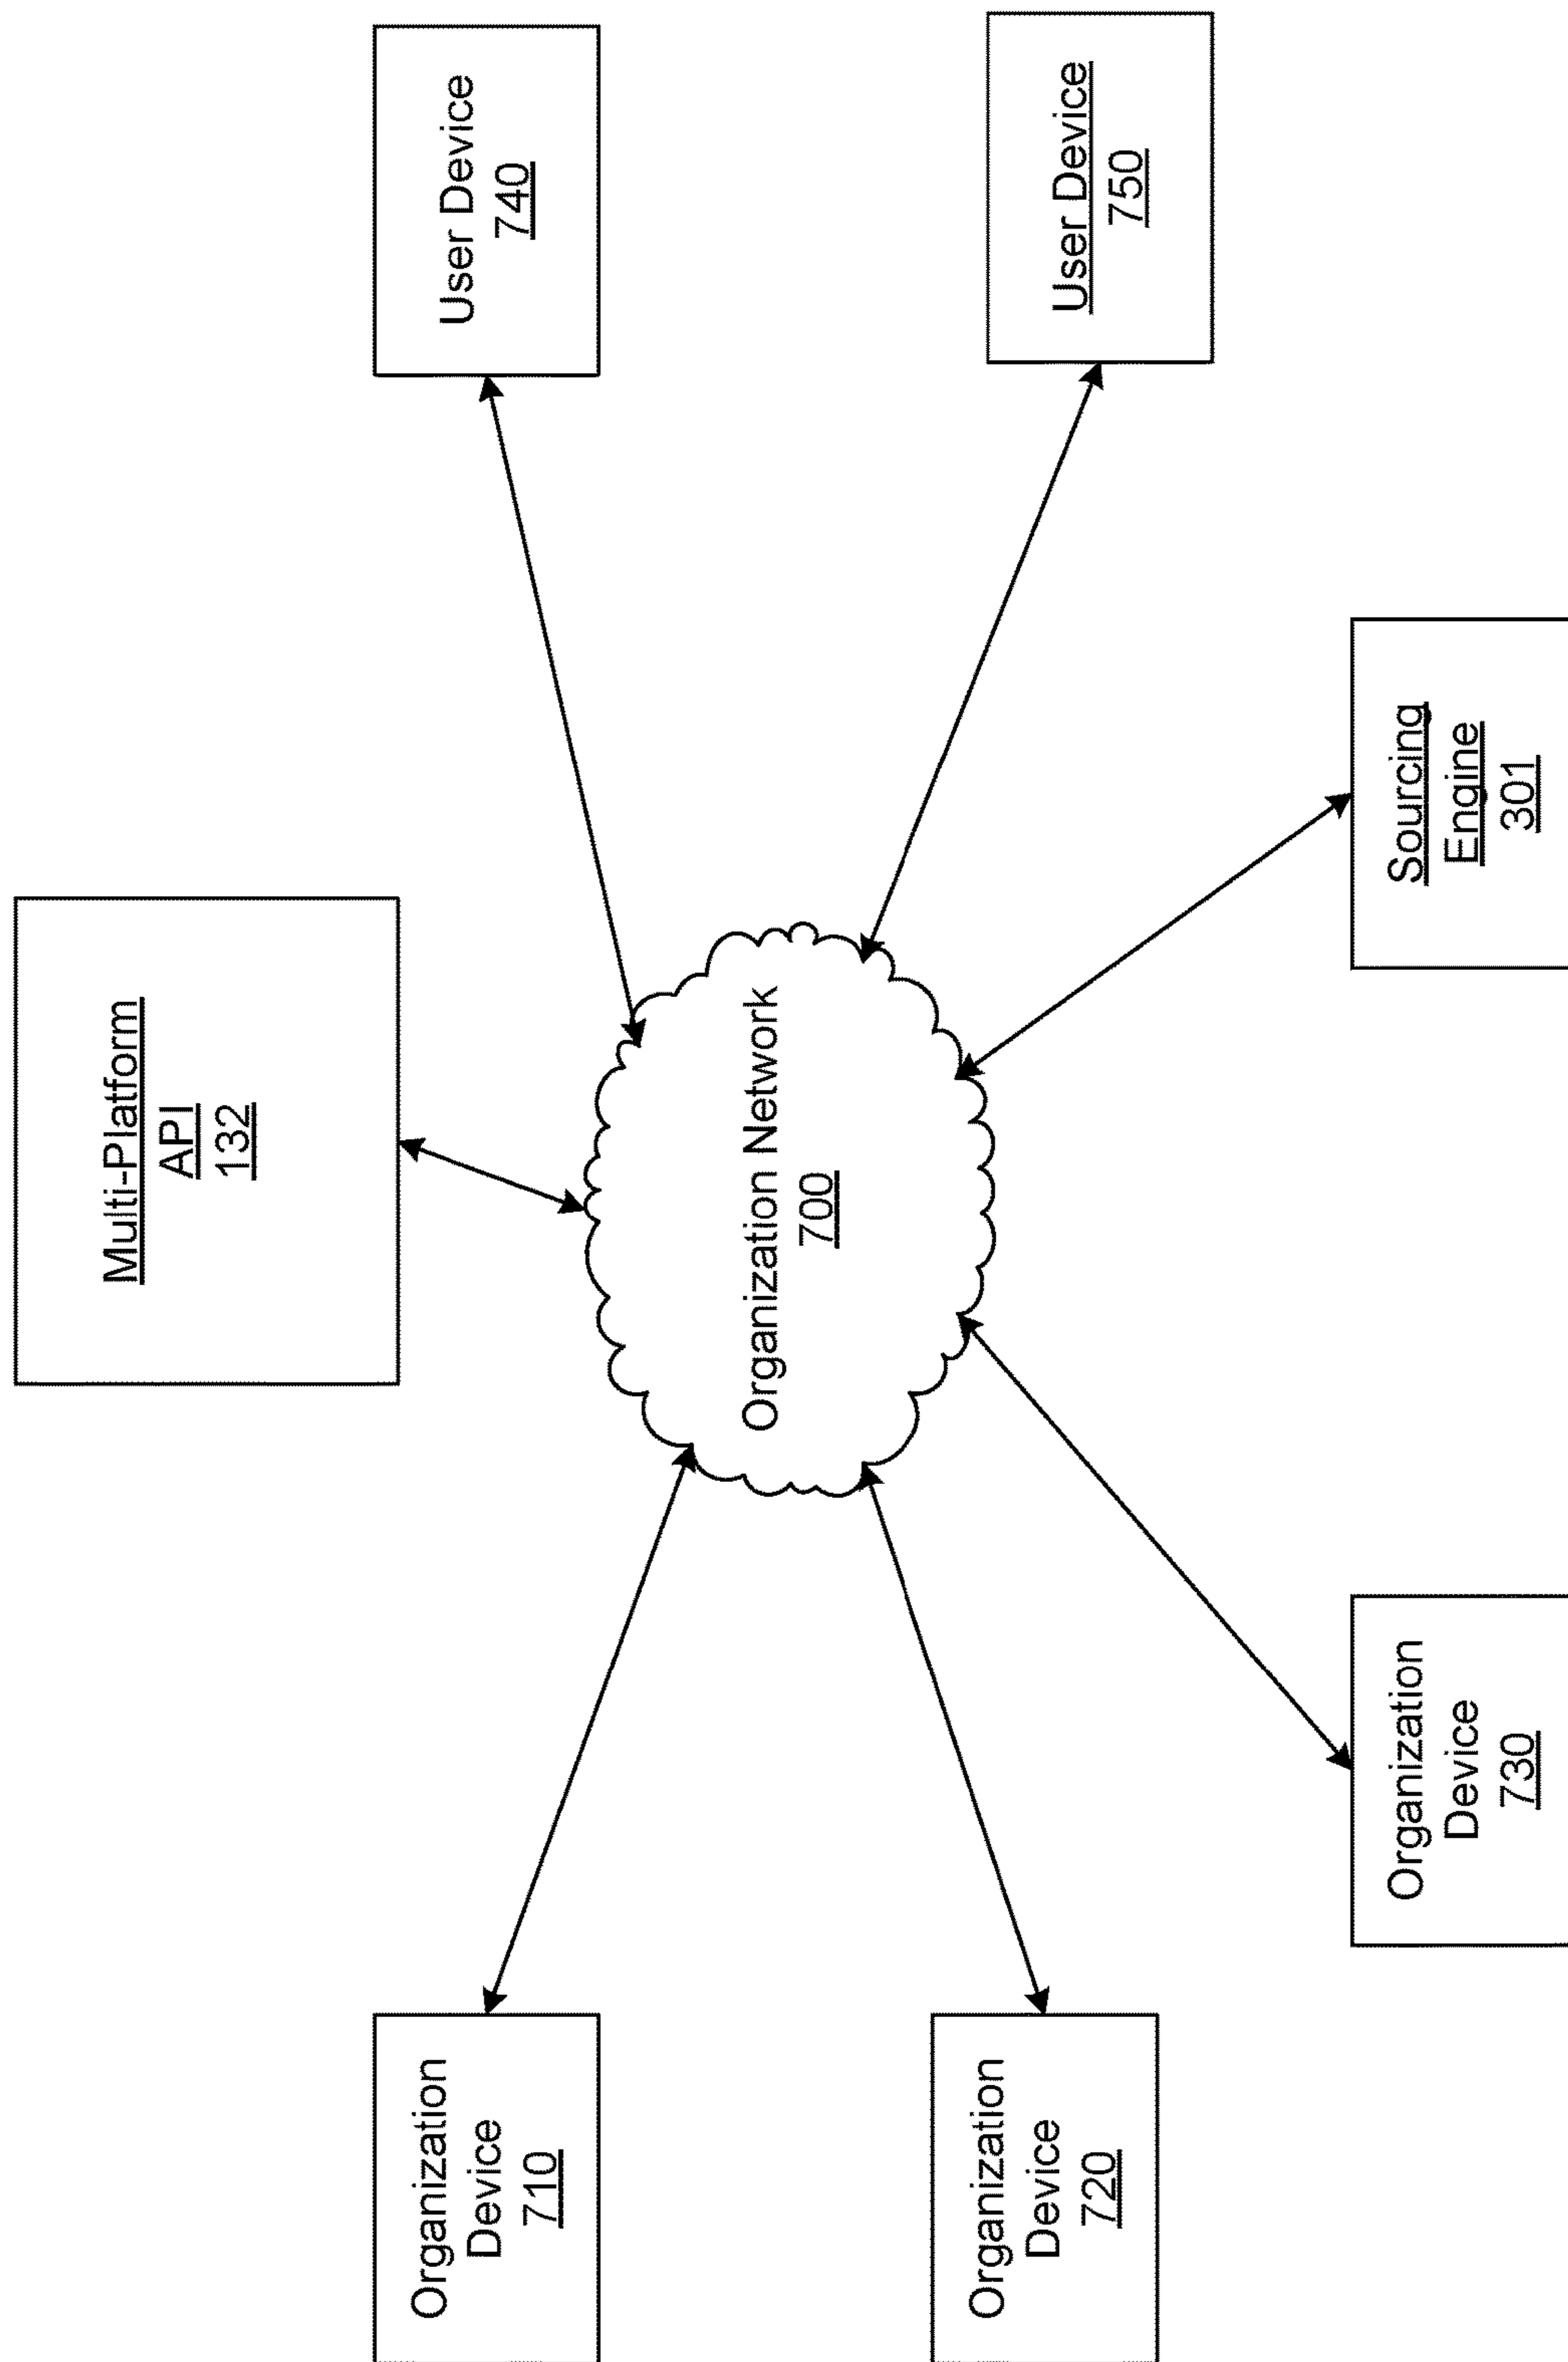 Multi-Platform
API
132
Organization
Device
710
User Device
740
Organization Network
700
Organization
Device
720
User Device
750
Organization
Device
730
Sourcing
Engine
301